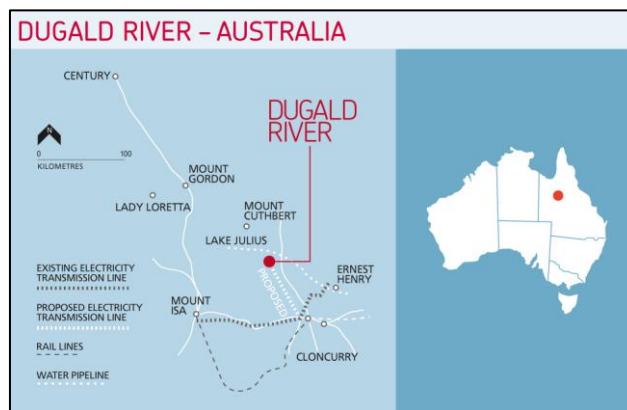 DUGALD RIVER – AUSTRALIA
CENTURY
DUGALD
RIVER
N
0
100
KILOMETRES
MOUNT
GORDON
LADY LORETTA
MOUNT
CUTHBERT
LAKE JULIUS
EXISTING ELECTRICITY
TRANSMISSION LINE
PROPOSED
ERNEST
HENRY
PROPOSED ELECTRICITY
TRANSMISSION LINE
MOUNT
ISA
RAIL LINES
CLONCURRY
WATER PIPELINE